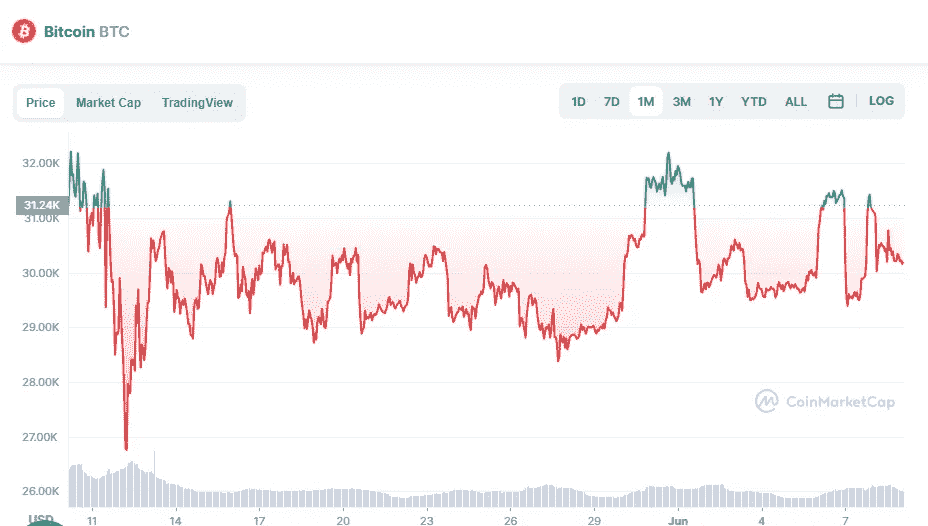 Bitcoin BTC
Price Market Cap TradingView
1D 7D 1M 3M 1Y YTD ALL LOG
32.00K
31.24K
31.00K
30.00K
29.00K
28.00K
CoinMarketCap
27.00K
26.00K
USD 11 14 17 20 23 26 29 Jun 4 7